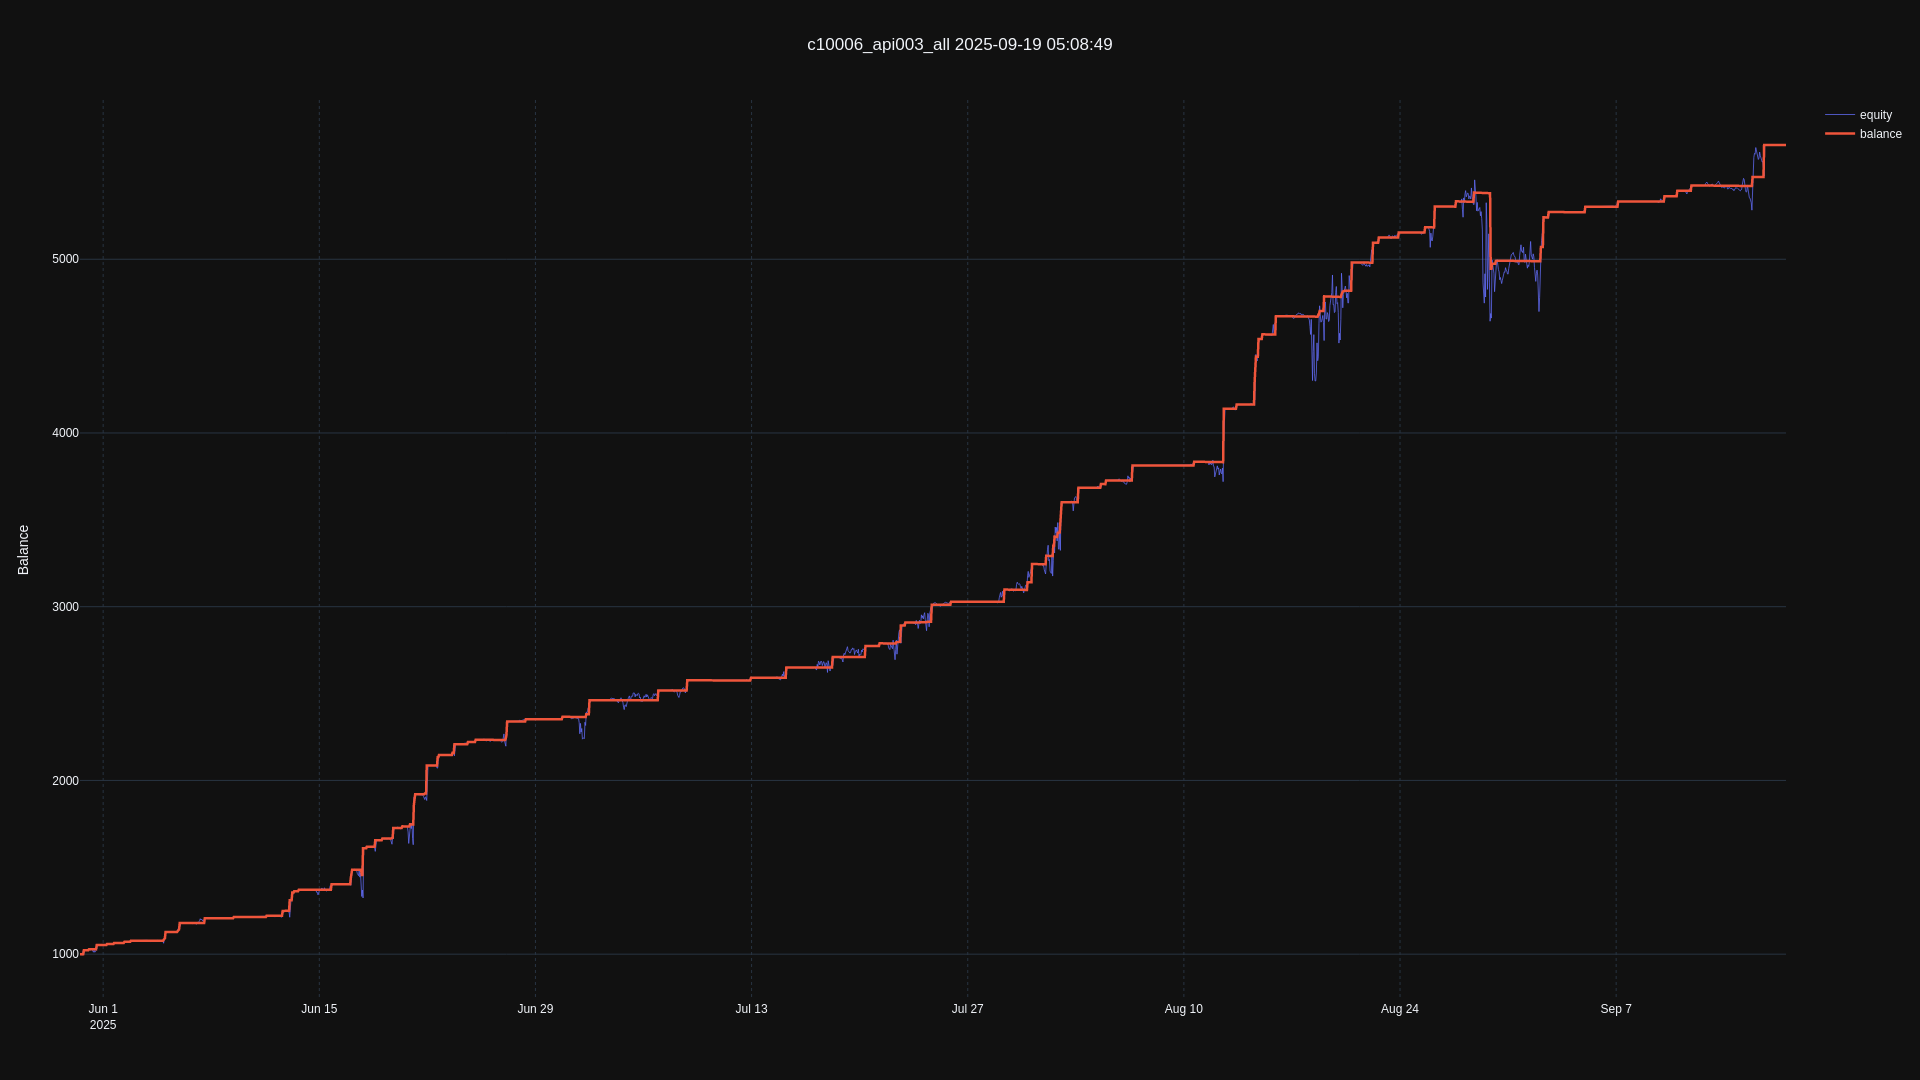 c10006_api003_all 2025-09-19 05:08:49
equity
balance
Balance
5000
4000
3000
2000
1000
Jun 1
2025
Jun 15
Jun 29
Jul 13
Jul 27
Aug 10
Aug 24
Sep 7